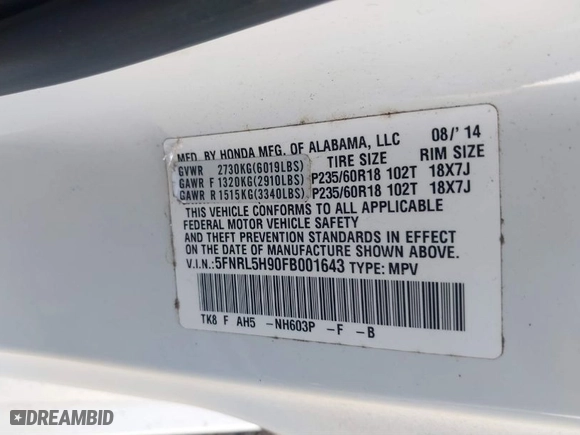 MFD. BY HONDA MFG. OF ALABAMA, LLC 08/'14
GVWR 2730KG(6019LBS) TIRE SIZE RIM SIZE
GAWR F 1320KG(2910LBS) P235/60R18 102T 18X7J
GAWR R 1515KG(3340LBS) P235/60R18 102T 18X7J
THIS VEHICLE CONFORMS TO ALL APPLICABLE
FEDERAL MOTOR VEHICLE SAFETY
AND THEFT PREVENTION STANDARDS IN EFFECT
ON THE DATE OF MANUFACTURE SHOWN ABOVE.
V.I.N.:5FNRL5H90FB001643 TYPE: MPV
TK8 F AH5 -NH603P -F -B
DREAMBID